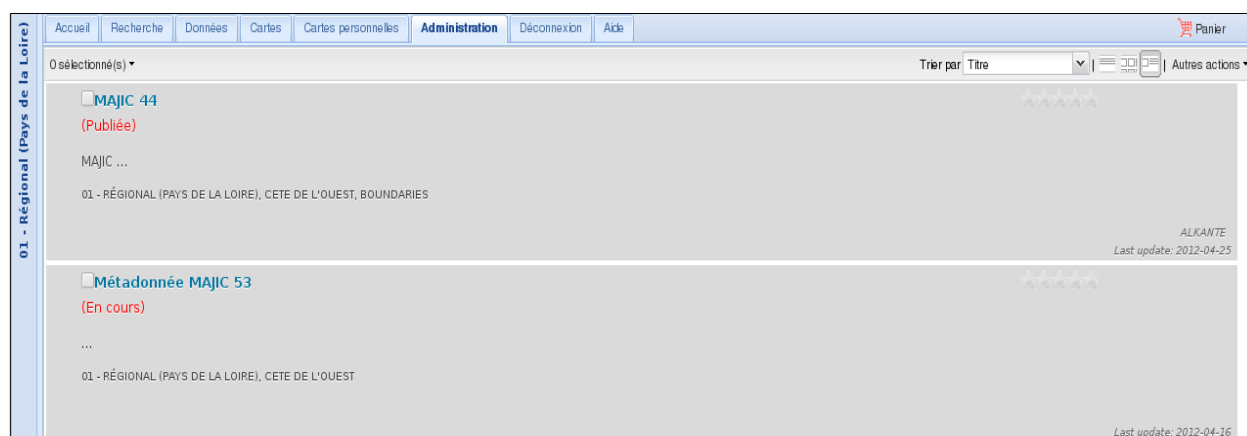 Accueil Recherche Données Cartes Cartes personnelles Administration Déconnexion Aide Panier
01 - Régional (Pays de la Loire)
0 sélectionné(s) Trier par Titre | | Autres actions
MAJIC 44
(Publiée)
MAJIC ...
01 - RÉGIONAL (PAYS DE LA LOIRE), CETE DE L'OUEST, BOUNDARIES
ALKANTE
Last update: 2012-04-25
Métadonnée MAJIC 53
(En cours)
...
01 - RÉGIONAL (PAYS DE LA LOIRE), CETE DE L'OUEST
Last update: 2012-04-16